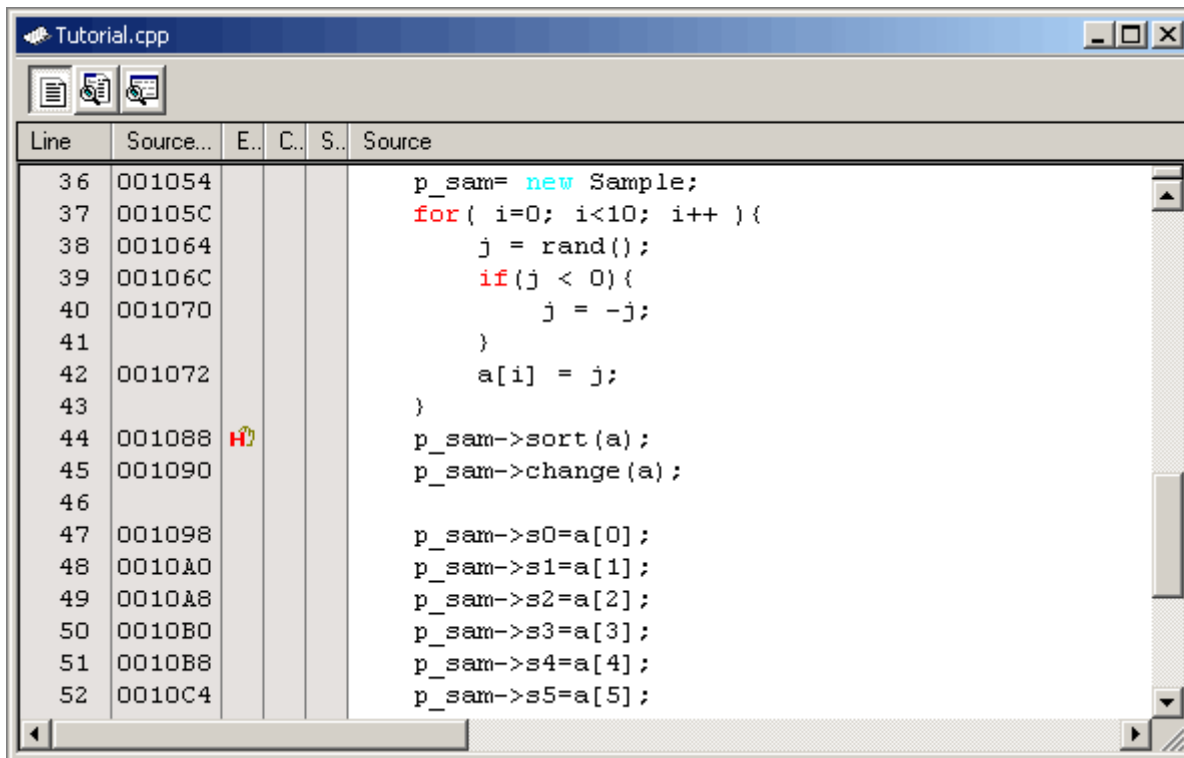 Tutorial.cpp
Line Source... E.. C.. S.. Source
36 001054 p_sam= new Sample;
37 00105C for( i=0; i<10; i++ ){
38 001064 j = rand();
39 00106C if(j < 0){
40 001070 j = -j;
41 }
42 001072 a[i] = j;
43 }
44 001088 H p_sam->sort(a);
45 001090 p_sam->change(a);
46
47 001098 p_sam->s0=a[0];
48 0010A0 p_sam->s1=a[1];
49 0010A8 p_sam->s2=a[2];
50 0010B0 p_sam->s3=a[3];
51 0010B8 p_sam->s4=a[4];
52 0010C4 p_sam->s5=a[5];